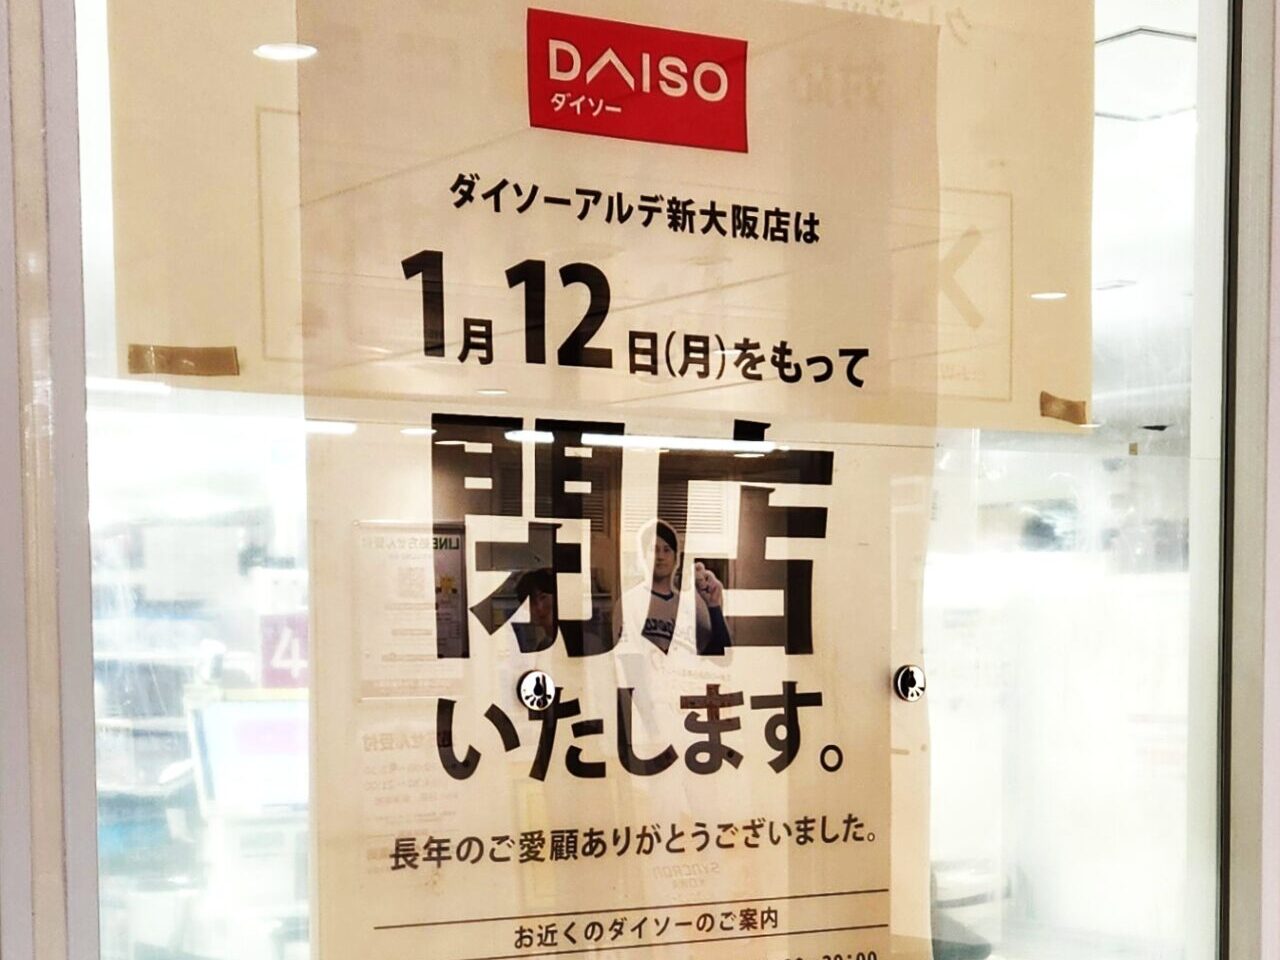 DAISO
ダイソー
ダイソーアルデ新大阪店は
1月12日(月)をもって
閉店
いたします。
長年のご愛顧ありがとうございました。
お近くのダイソーのご案内